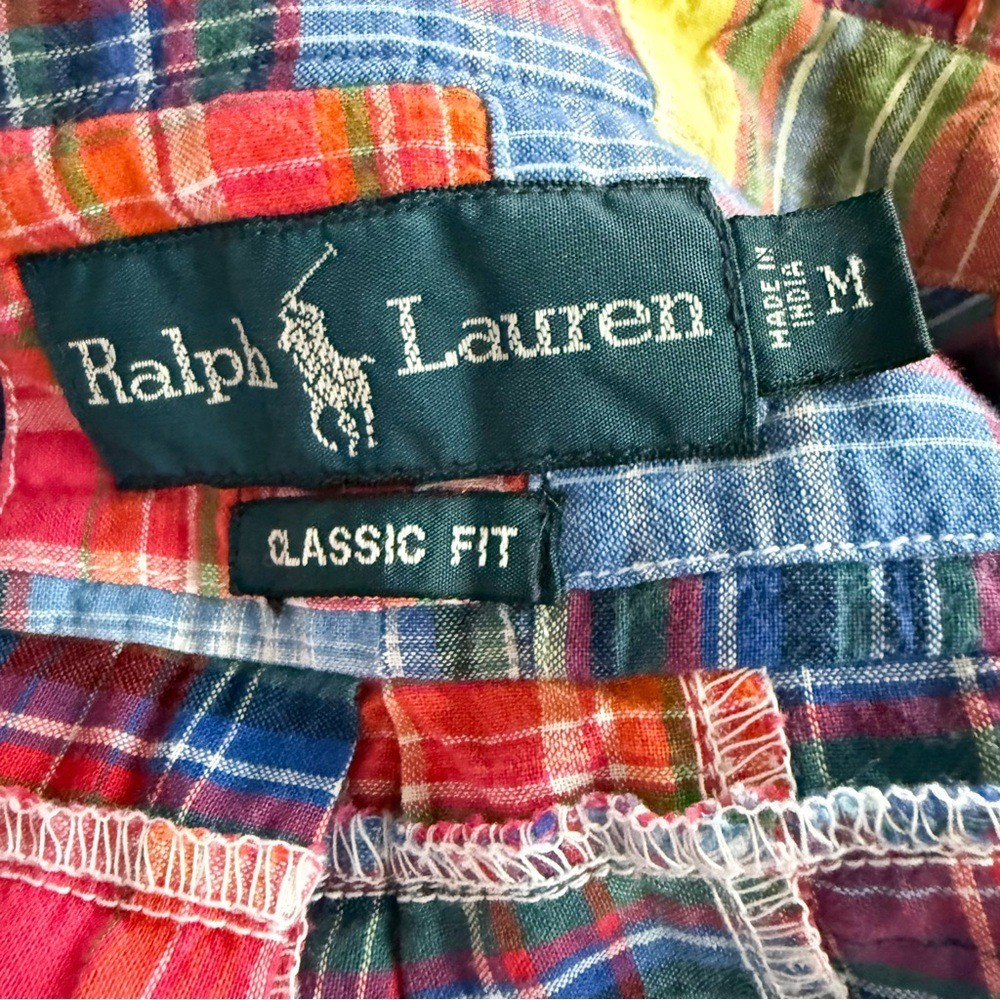 Ralph Lauren
MADE IN
INDIA
M
CLASSIC FIT